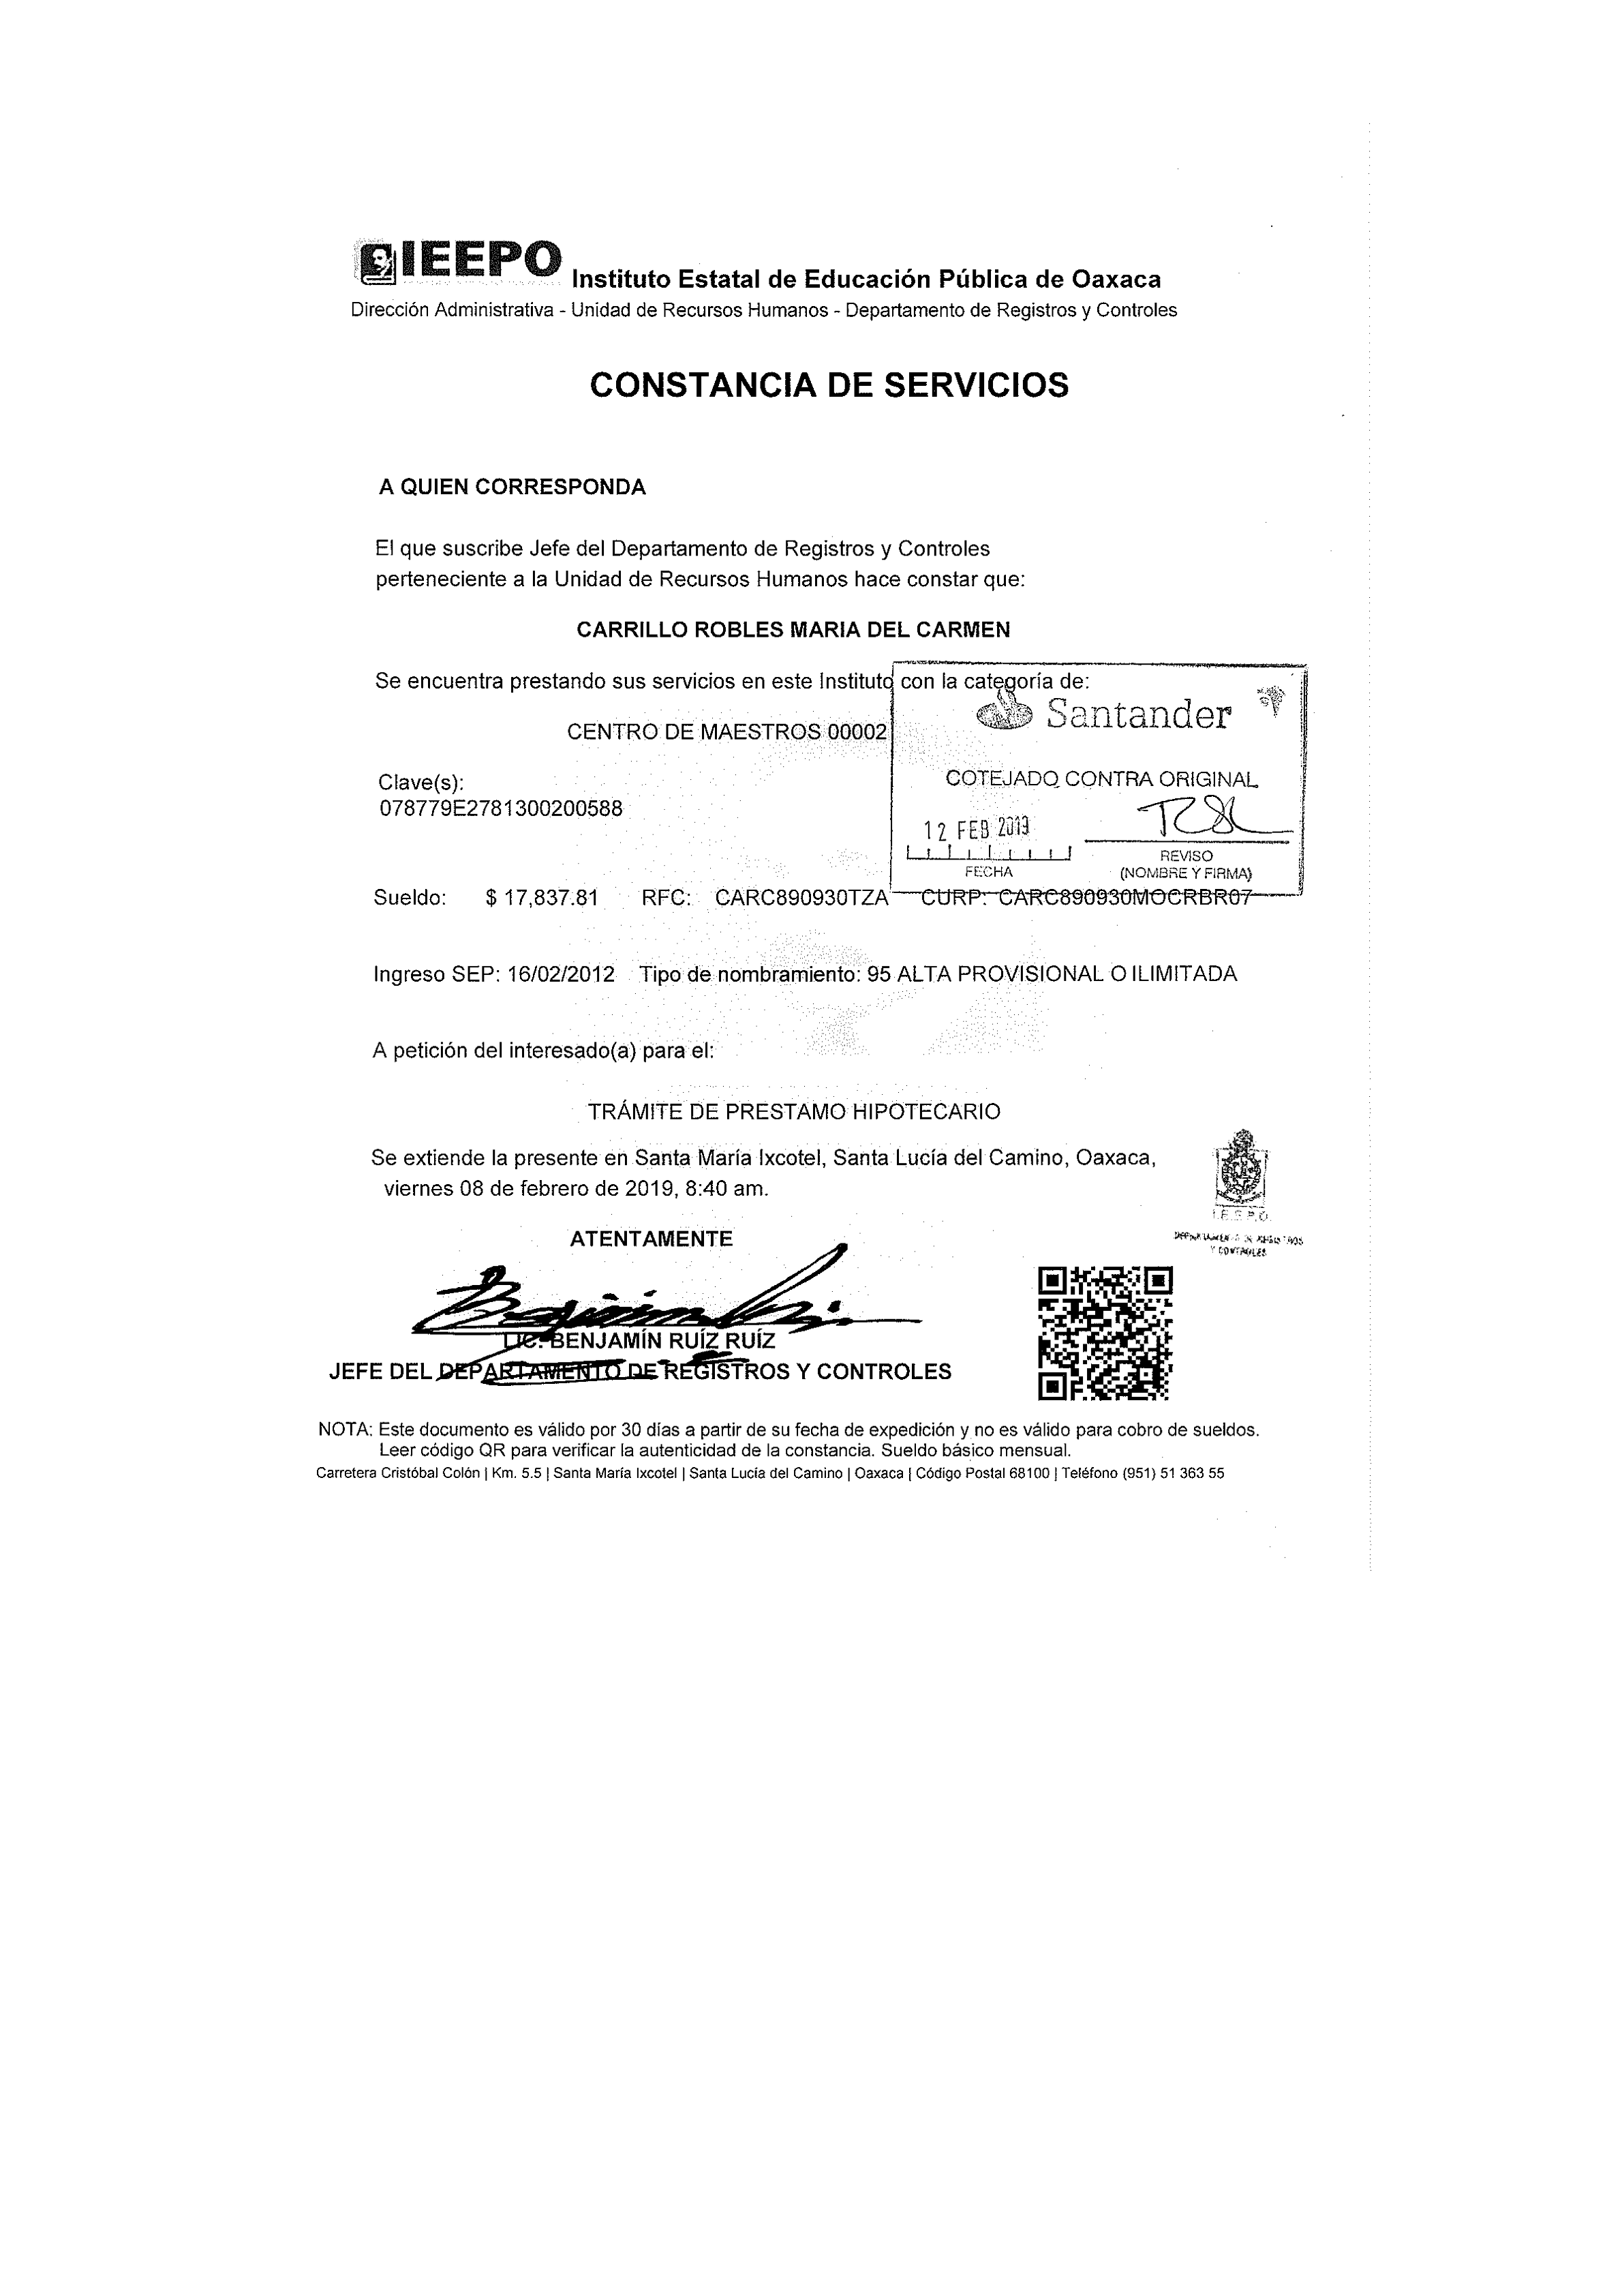 IEEPO Instituto Estatal de Educación Pública de Oaxaca
Dirección Administrativa - Unidad de Recursos Humanos - Departamento de Registros y Controles
CONSTANCIA DE SERVICIOS
A QUIEN CORRESPONDA
El que suscribe Jefe del Departamento de Registros y Controles
perteneciente a la Unidad de Recursos Humanos hace constar que:
CARRILLO ROBLES MARIA DEL CARMEN
Se encuentra prestando sus servicios en este Instituto con la categoría de:
Santander
CENTRO DE MAESTROS 00002
COTEJADO CONTRA ORIGINAL
Clave(s):
078779E2781300200588
12 FEB 2019
REVISO
FECHA
(NOMBRE Y FIRMA)
Sueldo: $ 17,837.81 RFC: CARC890930TZA CURP: CARC890930MOCRBR07
Ingreso SEP: 16/02/2012 Tipo de nombramiento: 95 ALTA PROVISIONAL O ILIMITADA
A petición del interesado(a) para el:
TRÁMITE DE PRESTAMO HIPOTECARIO
Se extiende la presente en Santa María Ixcotel, Santa Lucía del Camino, Oaxaca,
viernes 08 de febrero de 2019, 8:40 am.
I.E.E.P.O.
Y CONTROLES
ATENTAMENTE
LIC. BENJAMÍN RUÍZ RUÍZ
JEFE DEL DEPARTAMENTO DE REGISTROS Y CONTROLES
NOTA: Este documento es válido por 30 días a partir de su fecha de expedición y no es válido para cobro de sueldos.
Leer código QR para verificar la autenticidad de la constancia. Sueldo básico mensual.
Carretera Cristóbal Colón | Km. 5.5 | Santa María Ixcotel | Santa Lucía del Camino | Oaxaca | Código Postal 68100 | Teléfono (951) 51 363 55